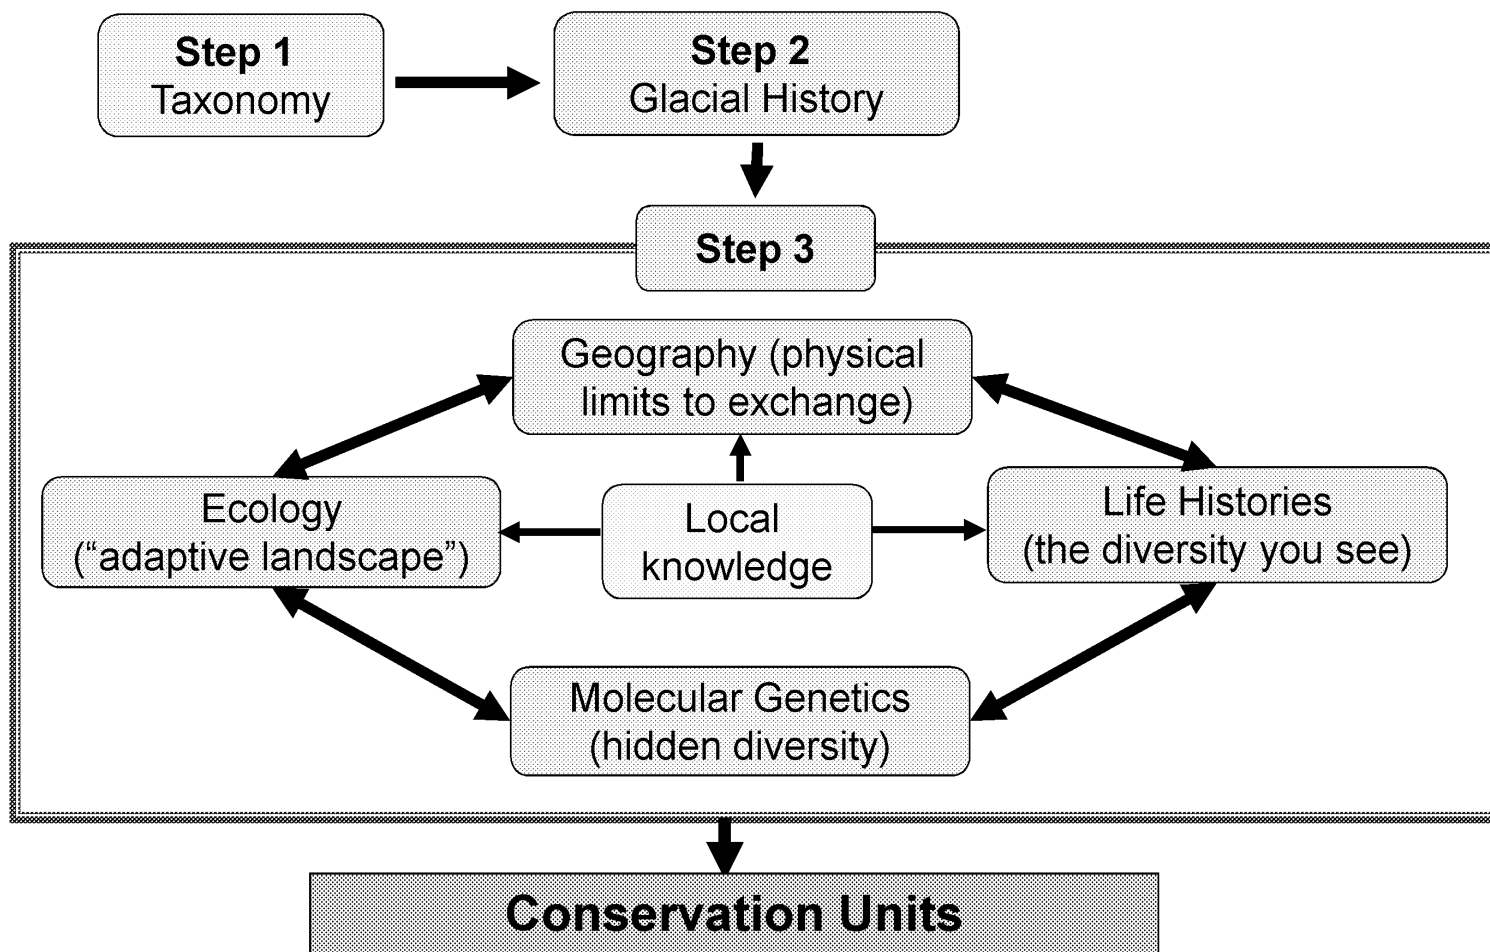 Step 1
Taxonomy
Step 2
Glacial History
Step 3
Geography (physical
limits to exchange)
Ecology
(“adaptive landscape”)
Local
knowledge
Life Histories
(the diversity you see)
Molecular Genetics
(hidden diversity)
Conservation Units